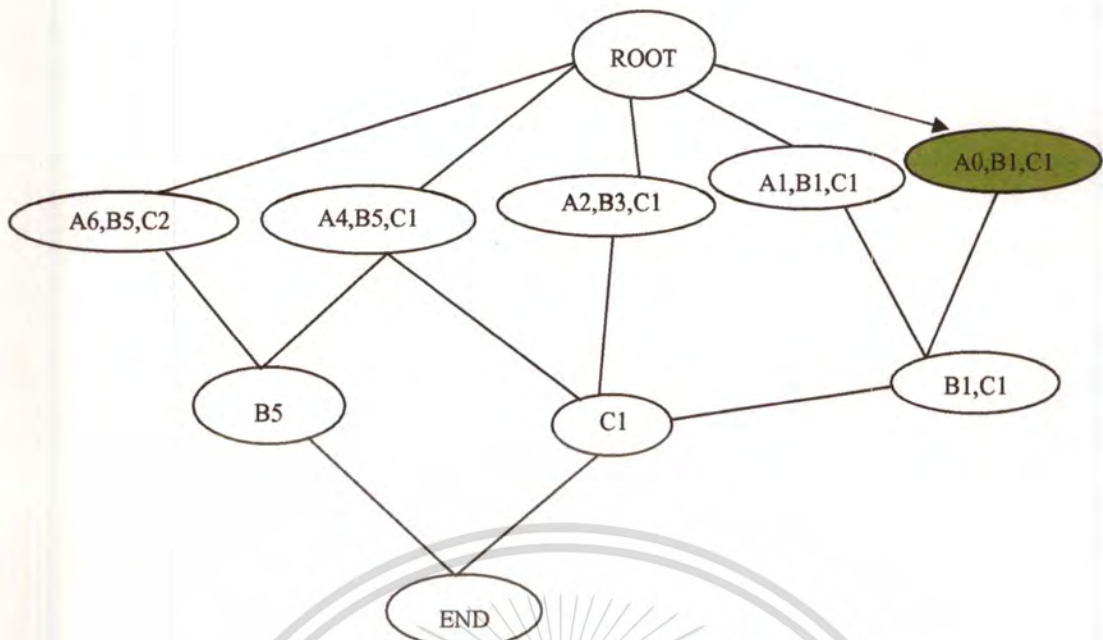 ROOT
A0,B1,C1
A1,B1,C1
A2,B3,C1
A4,B5,C1
A6,B5,C2
B1,C1
B5
C1
END